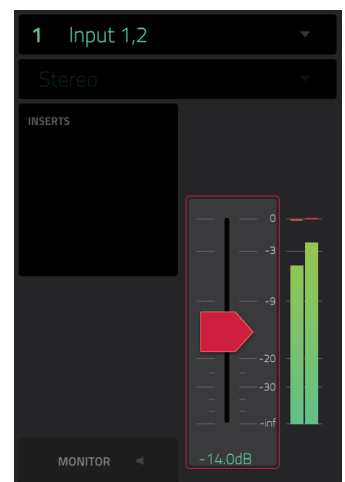 1 Input 1,2
Stereo
INSERTS
0
-3
-9
-20
-30
-inf
MONITOR
-14.0dB